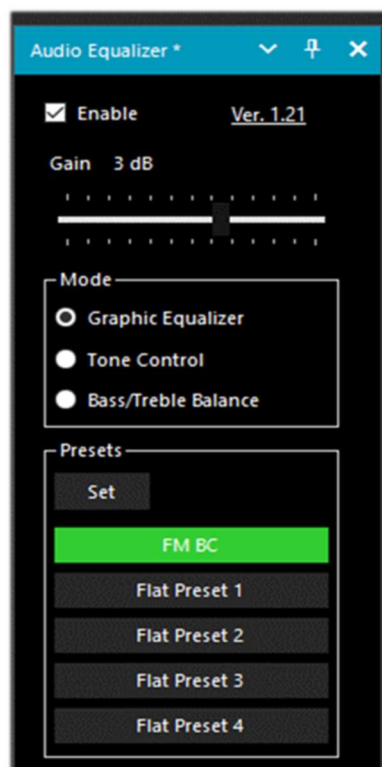 Audio Equalizer *
Enable Ver. 1.21
Gain 3 dB
Mode
Graphic Equalizer
Tone Control
Bass/Treble Balance
Presets
Set
FM BC
Flat Preset 1
Flat Preset 2
Flat Preset 3
Flat Preset 4